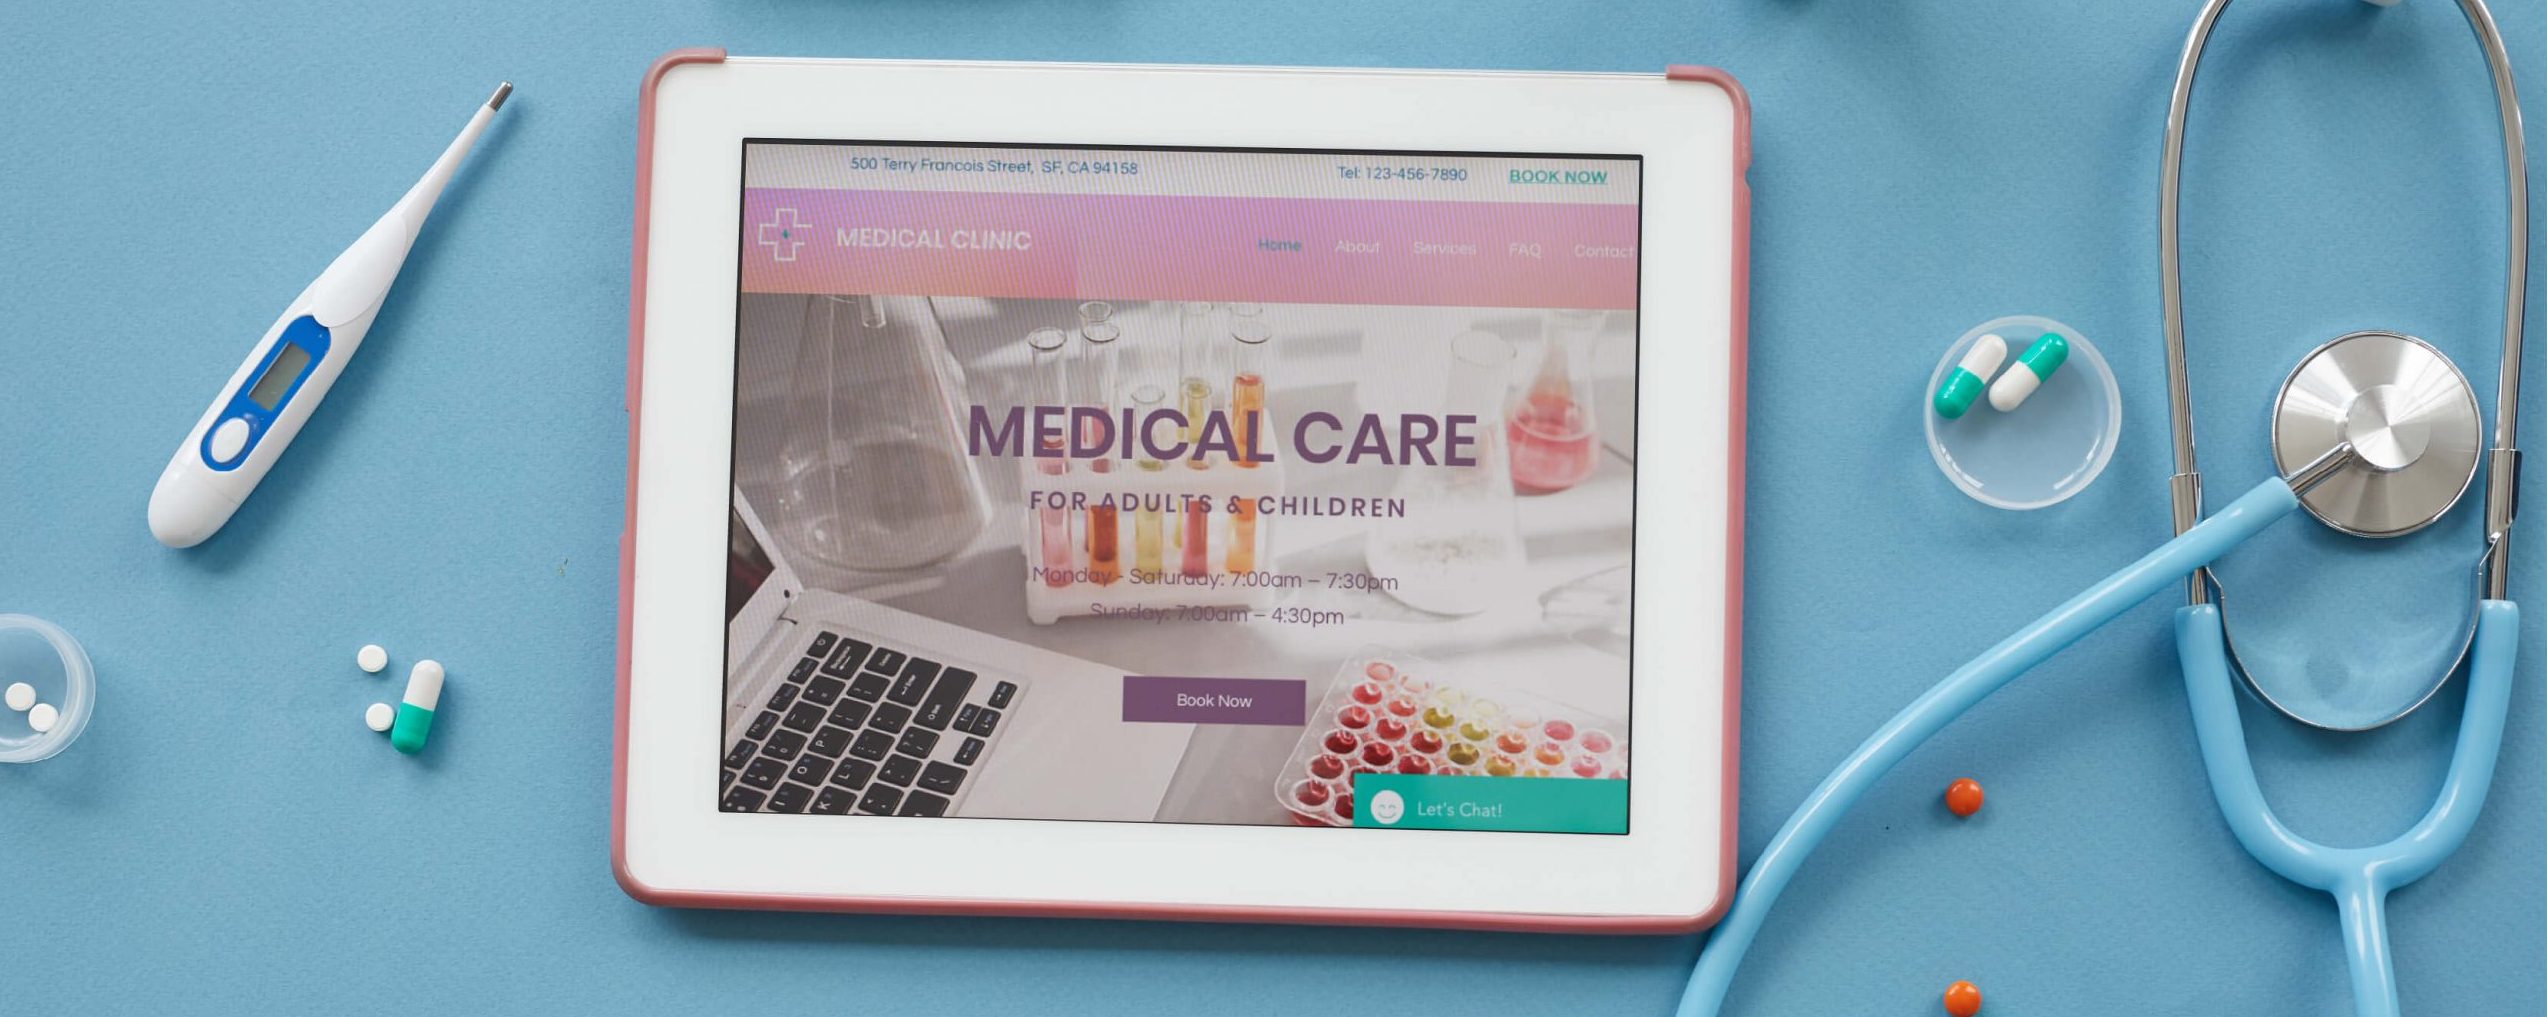 500 Terry Francois Street, SF, CA 94158
Tel: 123-456-7890 BOOK NOW
MEDICAL CLINIC
Home About Services FAQ Contact
MEDICAL CARE
FOR ADULTS & CHILDREN
Monday - Saturday: 7:00am – 7:30pm
Sunday: 7:00am – 4:30pm
Book Now
Let's Chat!